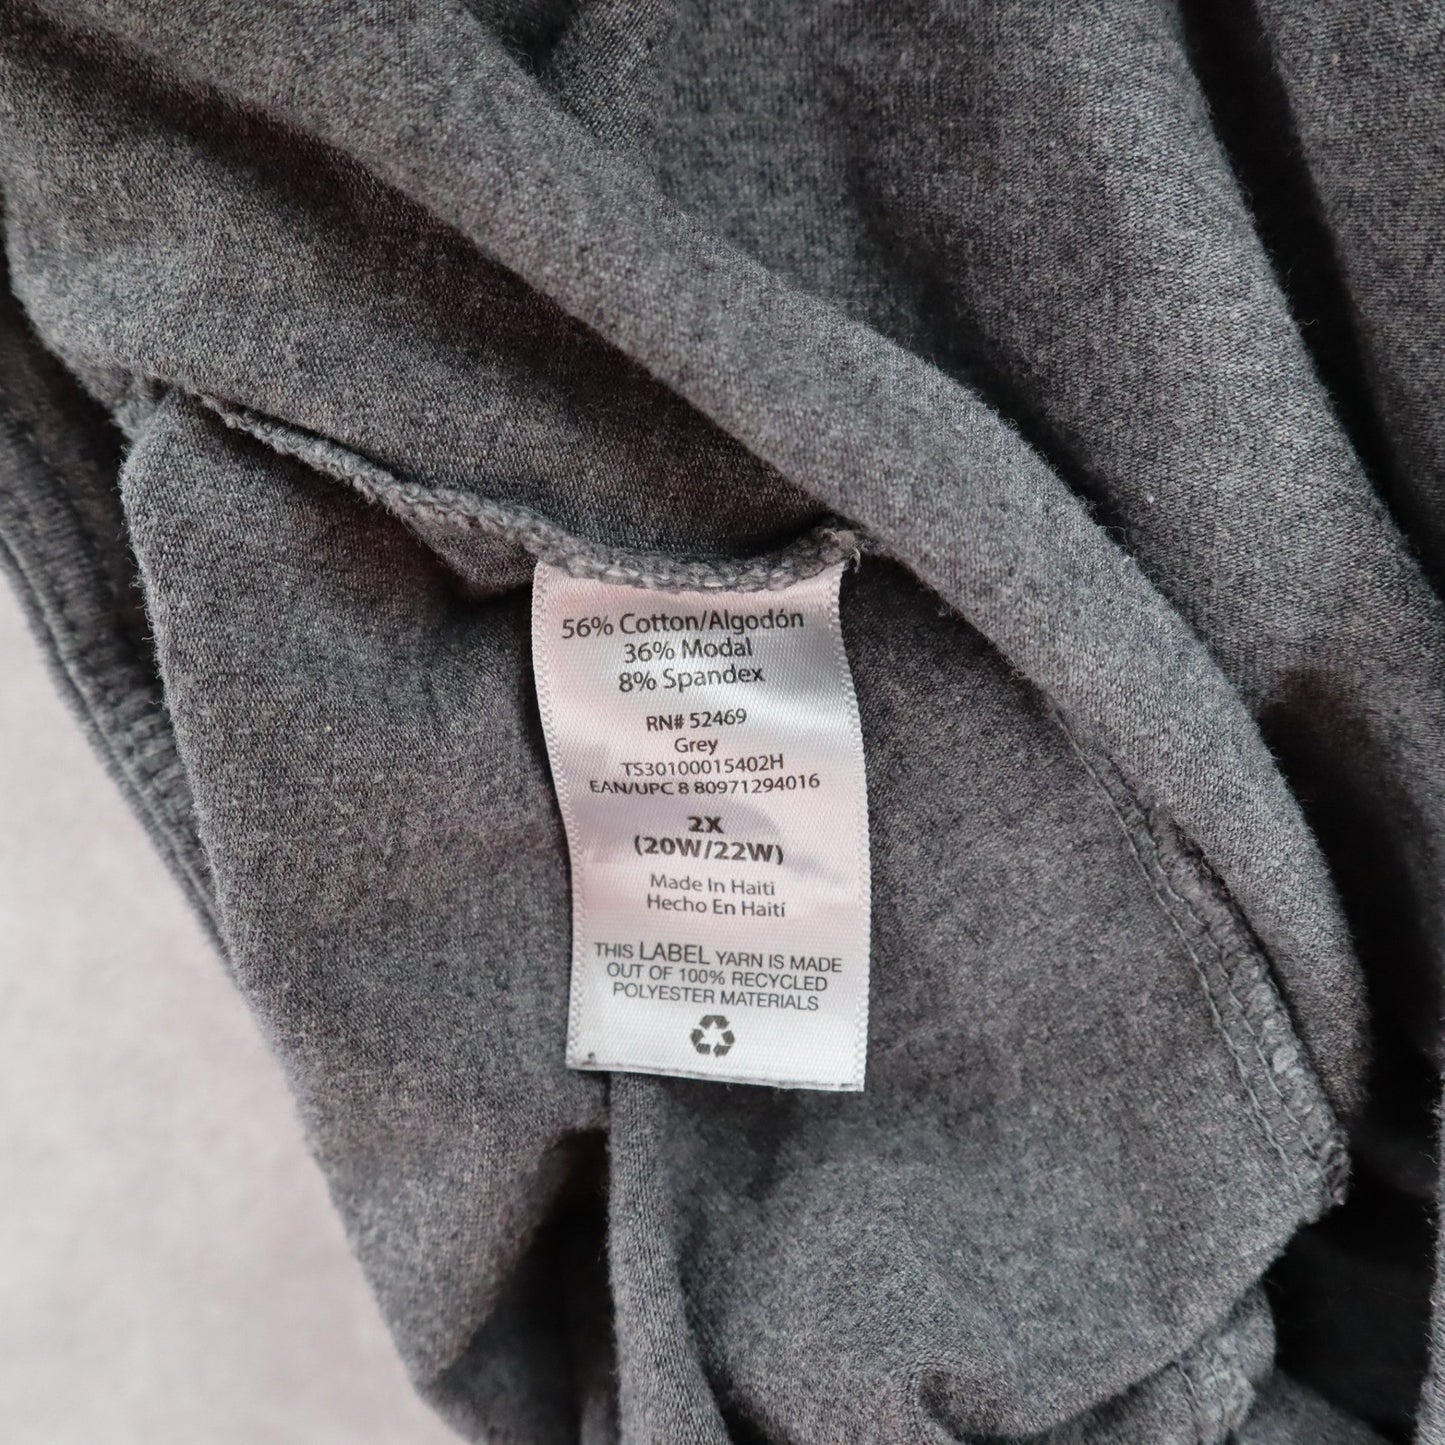 56% Cotton/Algodón
36% Modal
8% Spandex
RN# 52469
Grey
TS30100015402H
EAN/UPC 8 80971294016
2X
(20W/22W)
Made In Haiti
Hecho En Haití
THIS LABEL YARN IS MADE
OUT OF 100% RECYCLED
POLYESTER MATERIALS